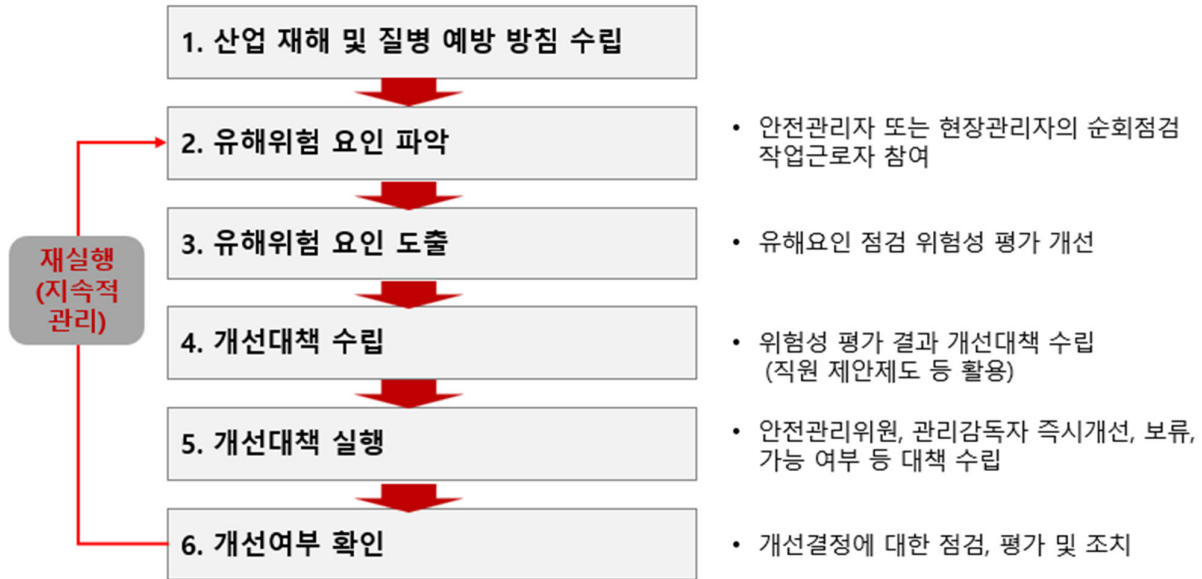 1. 산업 재해 및 질병 예방 방침 수립
2. 유해위험 요인 파악
• 안전관리자 또는 현장관리자의 순회점검
작업근로자 참여
3. 유해위험 요인 도출
• 유해요인 점검 위험성 평가 개선
재실행
(지속적
관리)
4. 개선대책 수립
• 위험성 평가 결과 개선대책 수립
(직원 제안제도 등 활용)
5. 개선대책 실행
• 안전관리위원, 관리감독자 즉시개선, 보류,
가능 여부 등 대책 수립
6. 개선여부 확인
• 개선결정에 대한 점검, 평가 및 조치